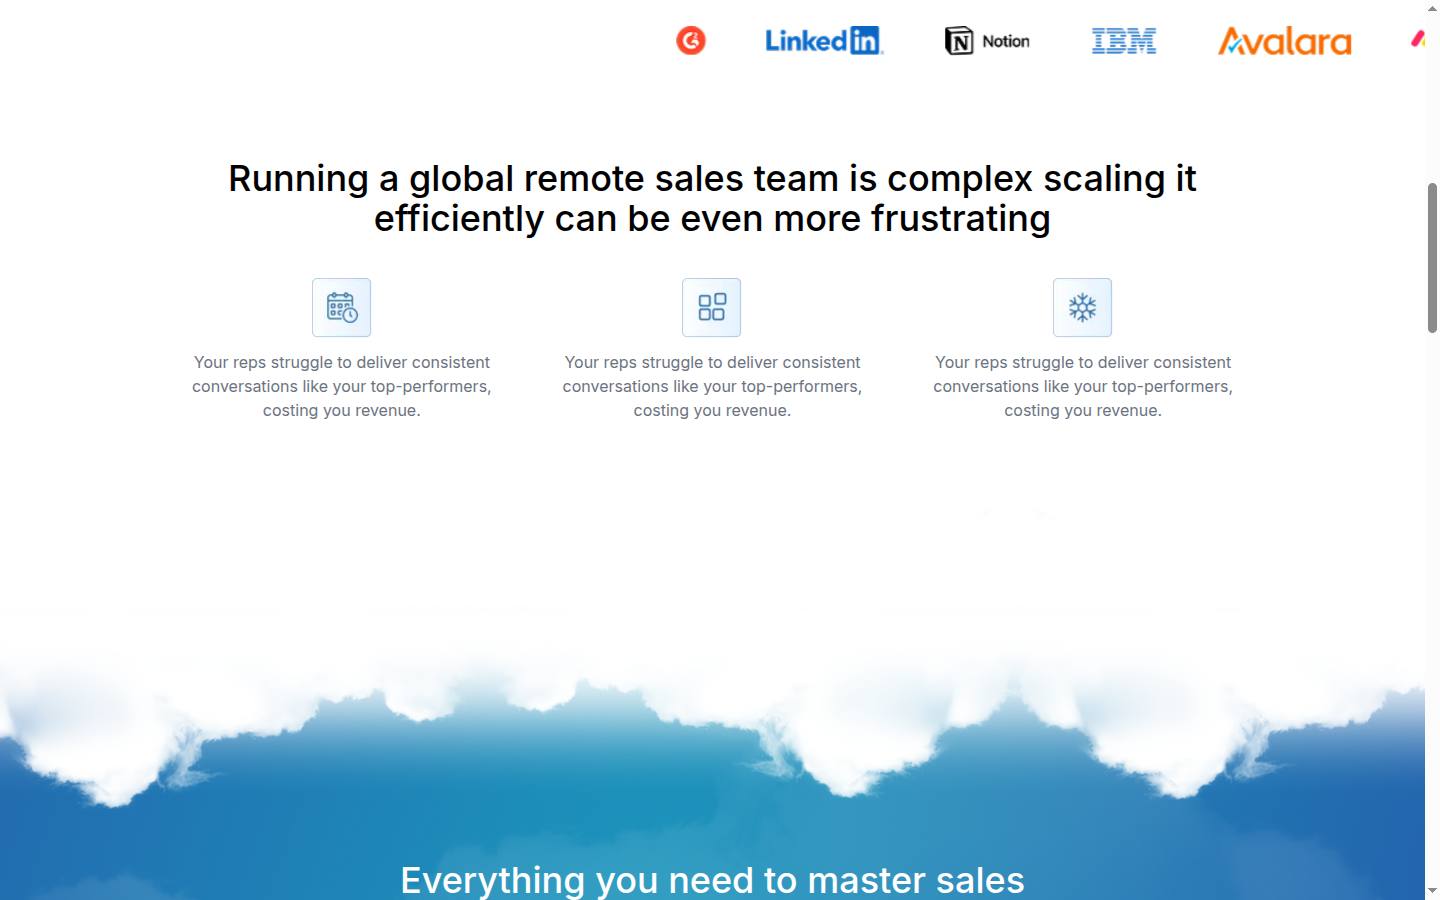 LinkedIn Notion IBM Avalara
Running a global remote sales team is complex scaling it
efficiently can be even more frustrating
Your reps struggle to deliver consistent
conversations like your top-performers,
costing you revenue.
Your reps struggle to deliver consistent
conversations like your top-performers,
costing you revenue.
Your reps struggle to deliver consistent
conversations like your top-performers,
costing you revenue.
Everything you need to master sales